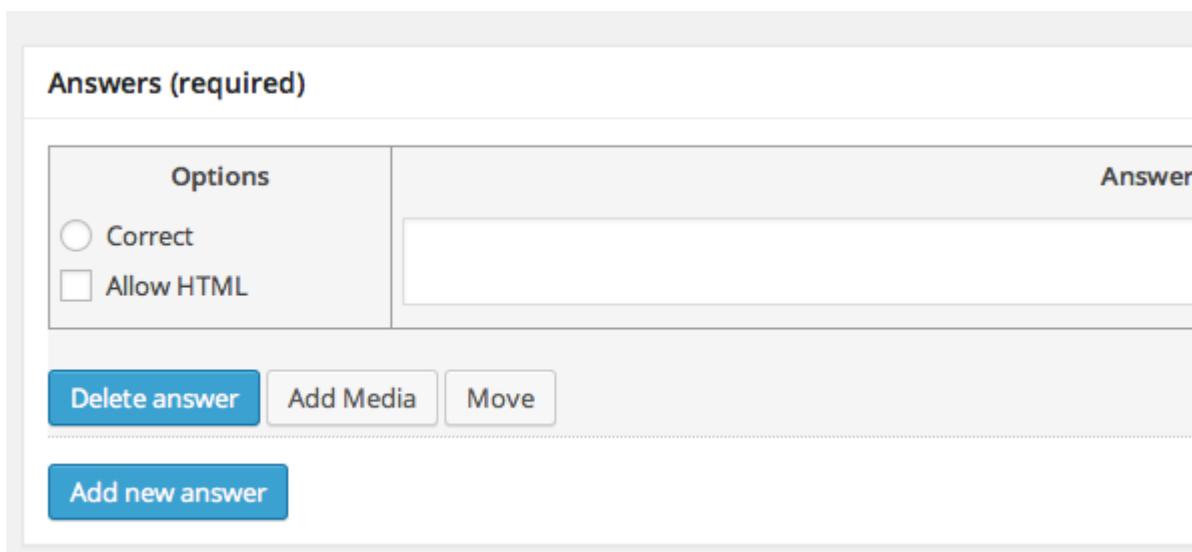 Answers (required)
Options Answer
Correct
Allow HTML
Delete answer Add Media Move
Add new answer